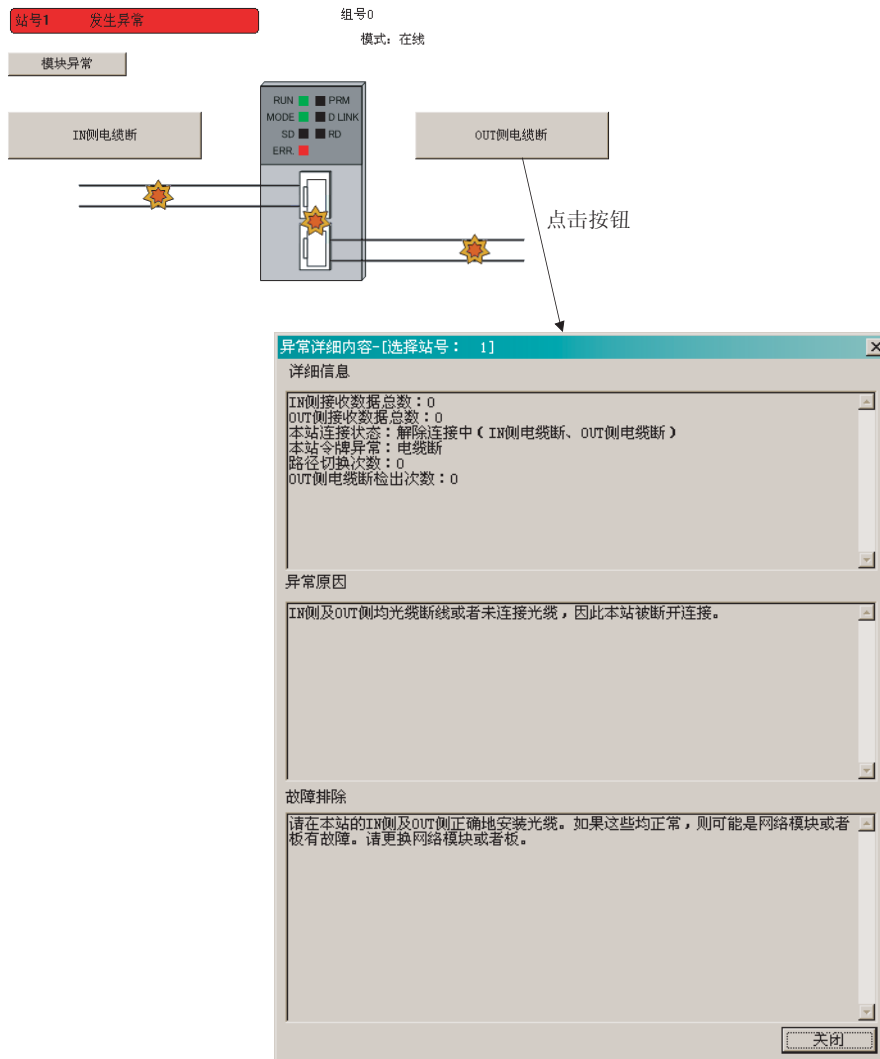 站号1 发生异常
组号0
模式：在线
模块异常
IN侧电缆断
RUN PRM
MODE D LINK
SD RD
ERR.
OUT侧电缆断
点击按钮
异常详细内容-[选择站号： 1]
详细信息
IN侧接收数据总数：0
OUT侧接收数据总数：0
本站连接状态：解除连接中（IN侧电缆断、OUT侧电缆断）
本站令牌异常：电缆断
路径切换次数：0
OUT侧电缆断检出次数：0
异常原因
IN侧及OUT侧均光缆断线或者未连接光缆，因此本站被断开连接。
故障排除
请在本站的IN侧及OUT侧正确地安装光缆。如果这些均正常，则可能是网络模块或者
板有故障。请更换网络模块或者板。
关闭